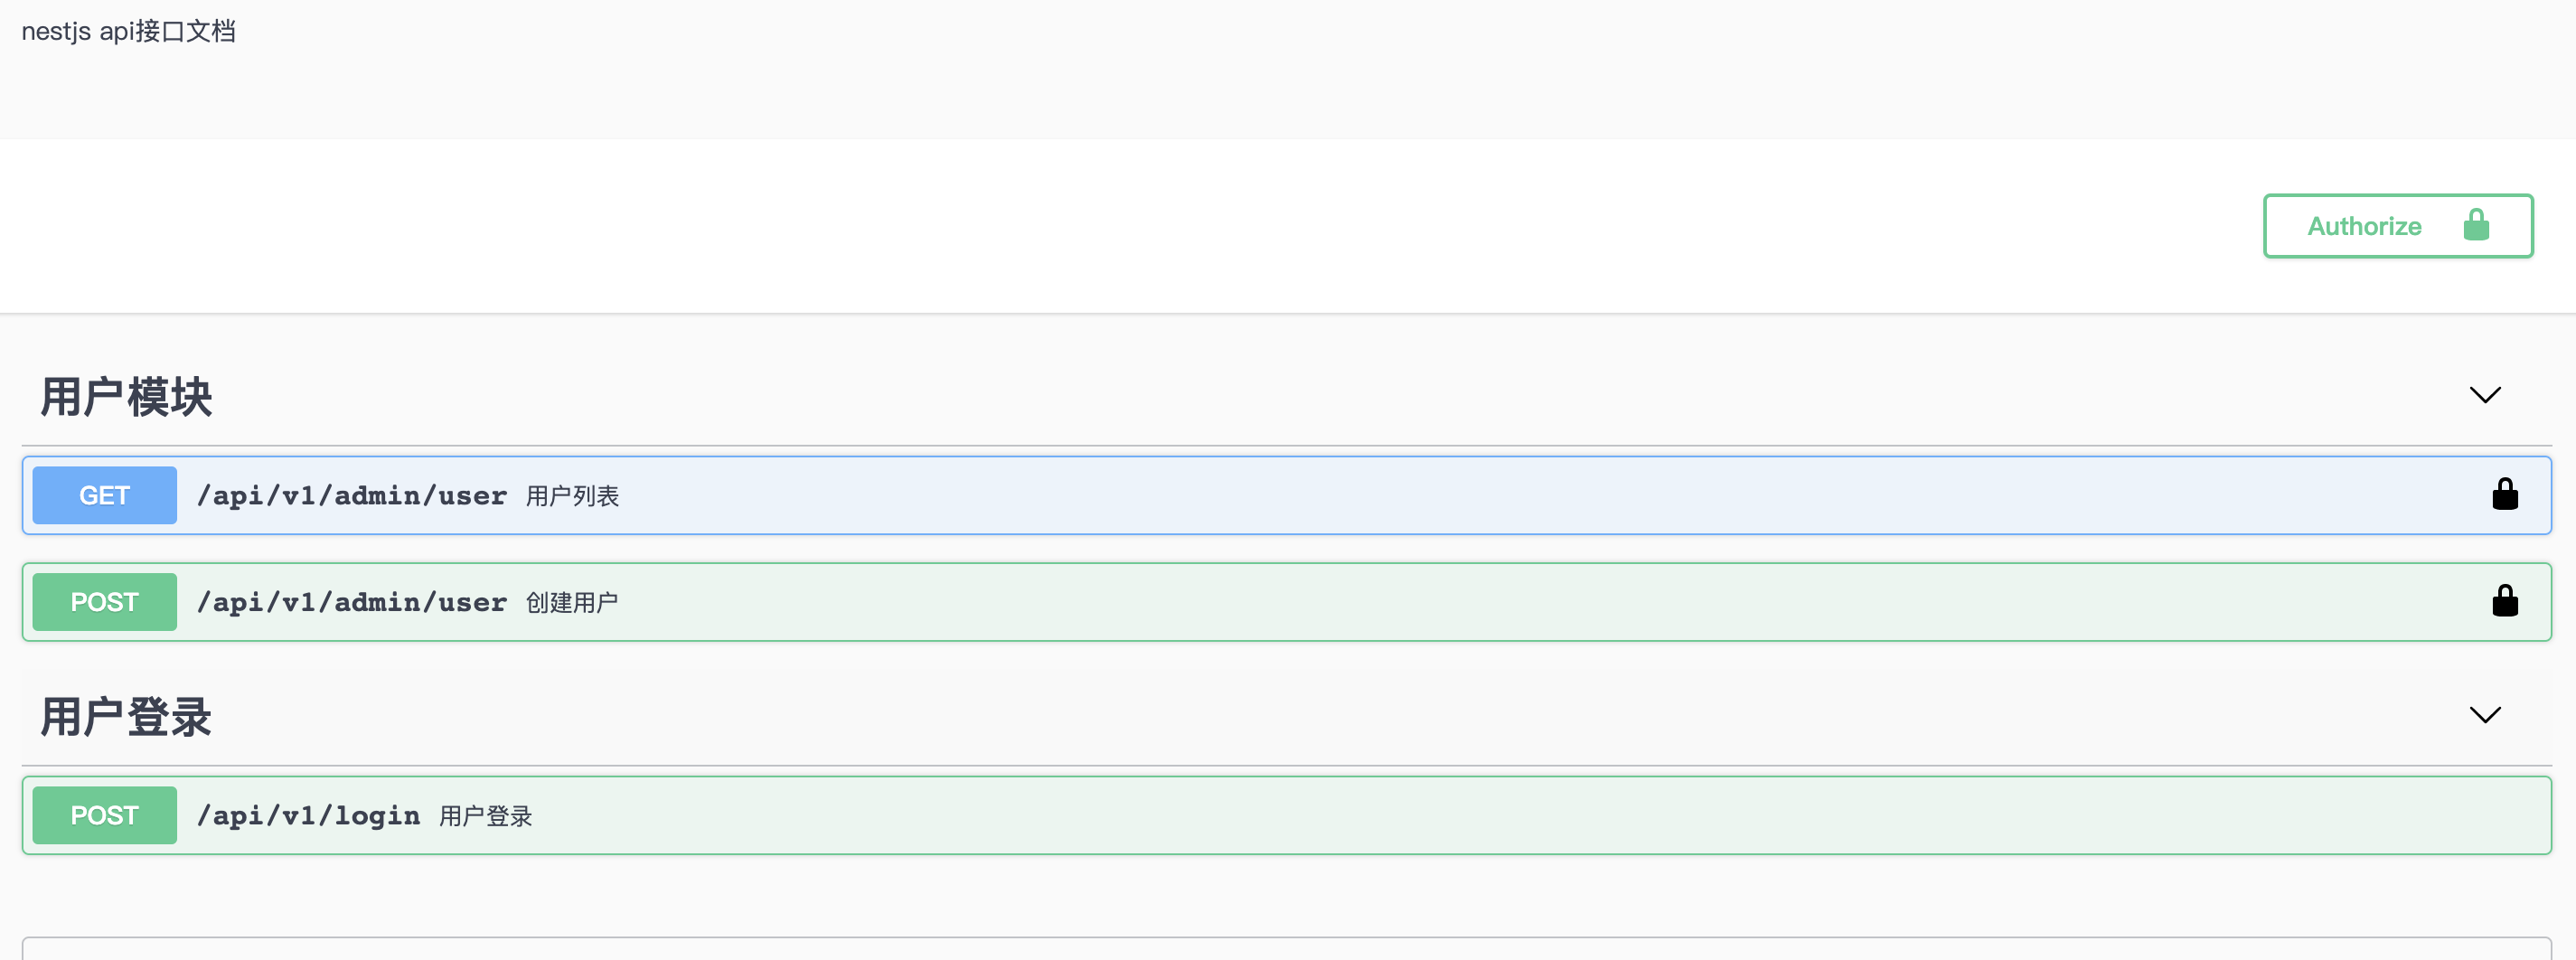 nestjs api接口文档
Authorize
用户模块
GET /api/v1/admin/user 用户列表
POST /api/v1/admin/user 创建用户
用户登录
POST /api/v1/login 用户登录